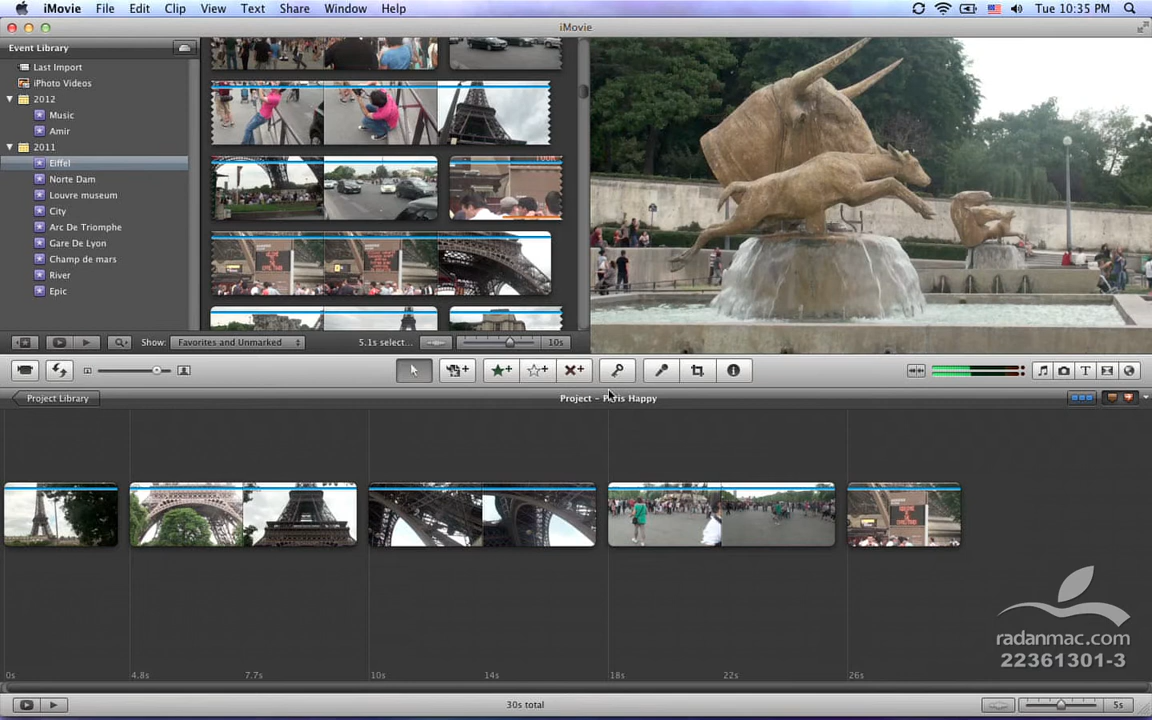 iMovie File Edit Clip View Text Share Window Help Tue 10:35 PM
iMovie
Event Library
Last Import
iPhoto Videos
2012
Music
Amir
2011
Eiffel
Norte Dam
Louvre museum
City
Arc De Triomphe
Gare De Lyon
Champ de mars
River
Epic
Show: Favorites and Unmarked 5.1s select... 10s
Project Library
Project – Paris Happy
0s 4.8s 7.7s 10s 14s 18s 22s 26s
radanmac.com
22361301-3
30s total
5s